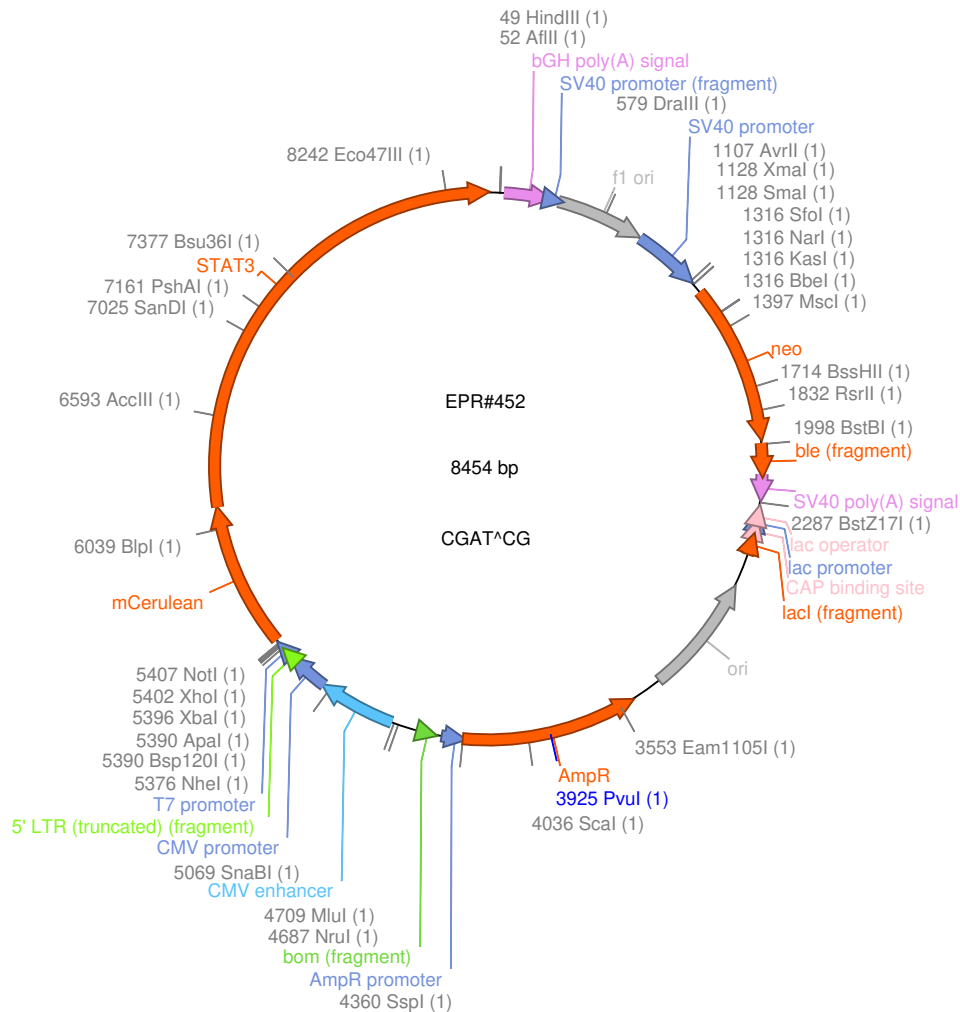 49 HindIII (1)
52 AflII (1)
bGH poly(A) signal
SV40 promoter (fragment)
579 DraIII (1)
SV40 promoter
1107 AvrII (1)
1128 XmaI (1)
1128 SmaI (1)
1316 SfoI (1)
1316 NarI (1)
1316 KasI (1)
1316 BbeI (1)
1397 MscI (1)
f1 ori
8242 Eco47III (1)
7377 Bsu36I (1)
STAT3
7161 PshAI (1)
7025 SanDI (1)
neo
1714 BssHII (1)
1832 RsrII (1)
6593 AccIII (1)
EPR#452
1998 BstBI (1)
ble (fragment)
8454 bp
SV40 poly(A) signal
2287 BstZ17I (1)
CGAT^CG
6039 BlpI (1)
lac operator
lac promoter
CAP binding site
lacI (fragment)
mCerulean
ori
5407 NotI (1)
5402 XhoI (1)
5396 XbaI (1)
5390 ApaI (1)
5390 Bsp120I (1)
5376 NheI (1)
T7 promoter
5' LTR (truncated) (fragment)
CMV promoter
5069 SnaBI (1)
CMV enhancer
3553 Eam1105I (1)
AmpR
3925 PvuI (1)
4036 ScaI (1)
4709 MluI (1)
4687 NruI (1)
bom (fragment)
AmpR promoter
4360 SspI (1)